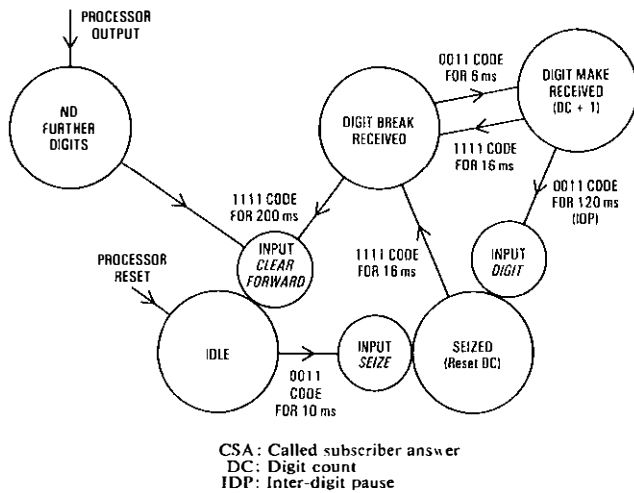 PROCESSOR
OUTPUT
NO
FURTHER
DIGITS
DIGIT BREAK
RECEIVED
0011 CODE
FOR 6 ms
DIGIT MAKE
RECEIVED
(DC + 1)
1111 CODE
FOR 16 ms
0011 CODE
FOR 120 ms
(IDP)
1111 CODE
FOR 200 ms
INPUT
CLEAR
FORWARD
1111 CODE
FOR 16 ms
INPUT
DIGIT
PROCESSOR
RESET
IDLE
0011
CODE
FOR 10 ms
INPUT
SEIZE
SEIZED
(Reset DC)
CSA: Called subscriber answer
DC: Digit count
IDP: Inter-digit pause